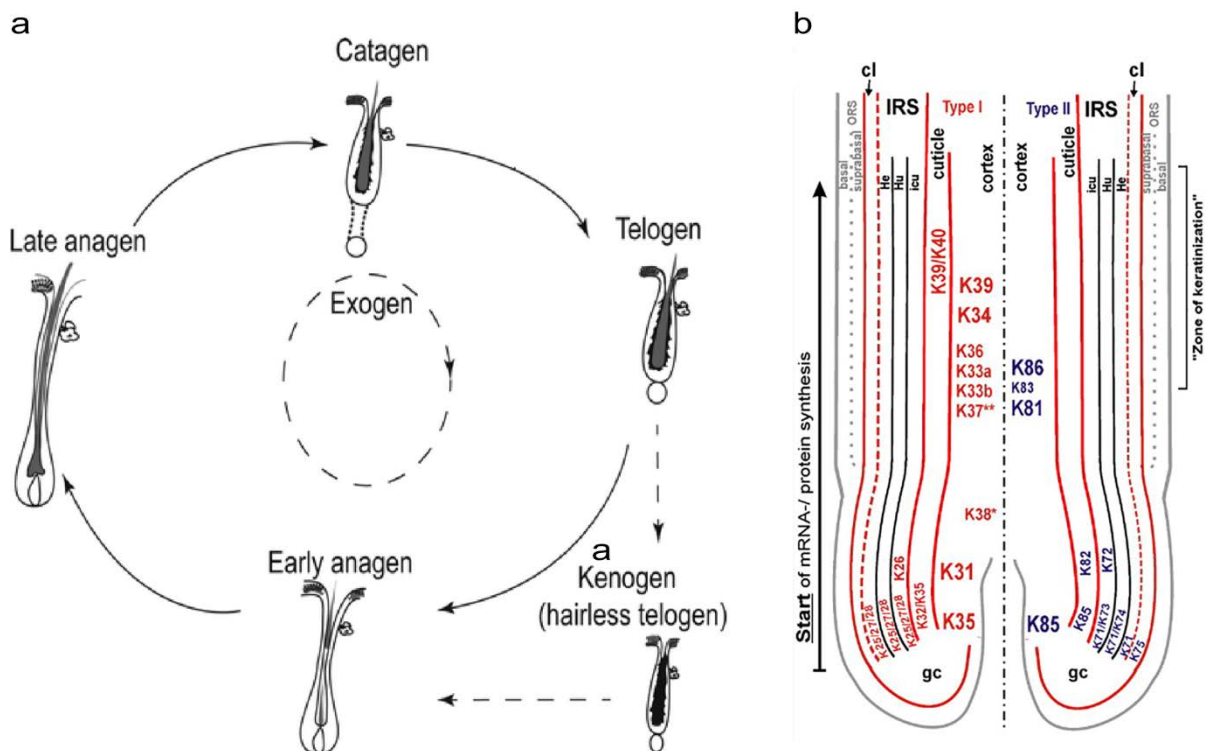 a
Catagen
Late anagen
Telogen
Exogen
a
Early anagen
Kenogen
(hairless telogen)
b
cl
cl
ORS
IRS
Type I
Type II
IRS
ORS
basal
suprabasal
He
Hu
icu
cuticle
cortex
cortex
cuticle
icu
Hu
He
suprabasal
basal
"Zone of keratinization"
Start of mRNA-/ protein synthesis
K39/K40
K39
K34
K36
K33a
K33b
K37**
K86
K83
K81
K38*
K26
K31
K82
K72
K25/27/28
K25/27/28
K25/27/28
K32/K35
K35
K85
K85
K71/K73
K71/K74
K71
K75
gc
gc